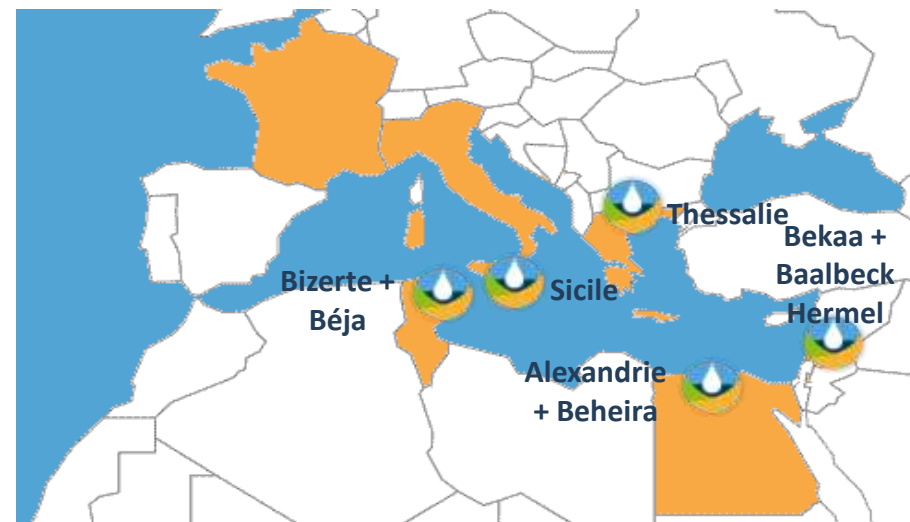 Thessalie
Bekaa +
Baalbeck
Hermel
Bizerte +
Béja
Sicile
Alexandrie
+ Beheira